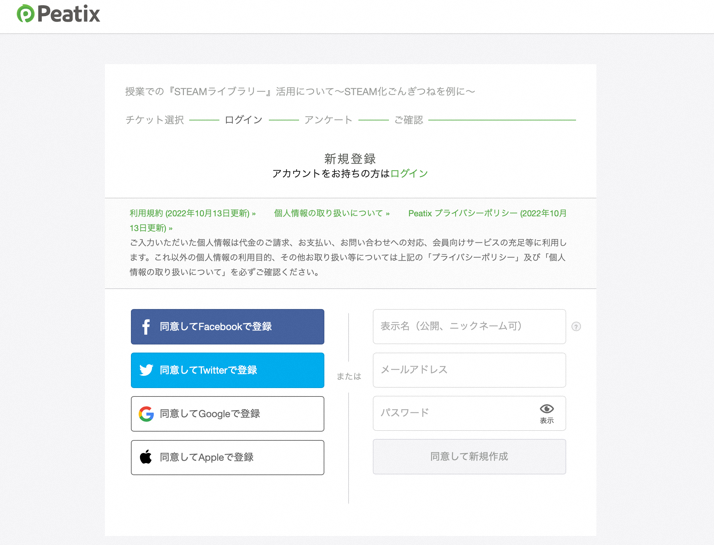 Peatix
授業での『STEAMライブラリー』活用について〜STEAM化ごんぎつねを例に〜
チケット選択 ログイン アンケート ご確認
新規登録
アカウントをお持ちの方はログイン
利用規約 (2022年10月13日更新) » 個人情報の取り扱いについて » Peatix プライバシーポリシー (2022年10月
13日更新) »
ご入力いただいた個人情報は代金のご請求、お支払い、お問い合わせへの対応、会員向けサービスの充足等に利用し
ます。これ以外の個人情報の利用目的、その他お取り扱い等については上記の「プライバシーポリシー」及び「個人
情報の取り扱いについて」を必ずご確認ください。
同意してFacebookで登録
同意してTwitterで登録
同意してGoogleで登録
同意してAppleで登録
または
表示名（公開、ニックネーム可）
メールアドレス
パスワード
表示
同意して新規作成